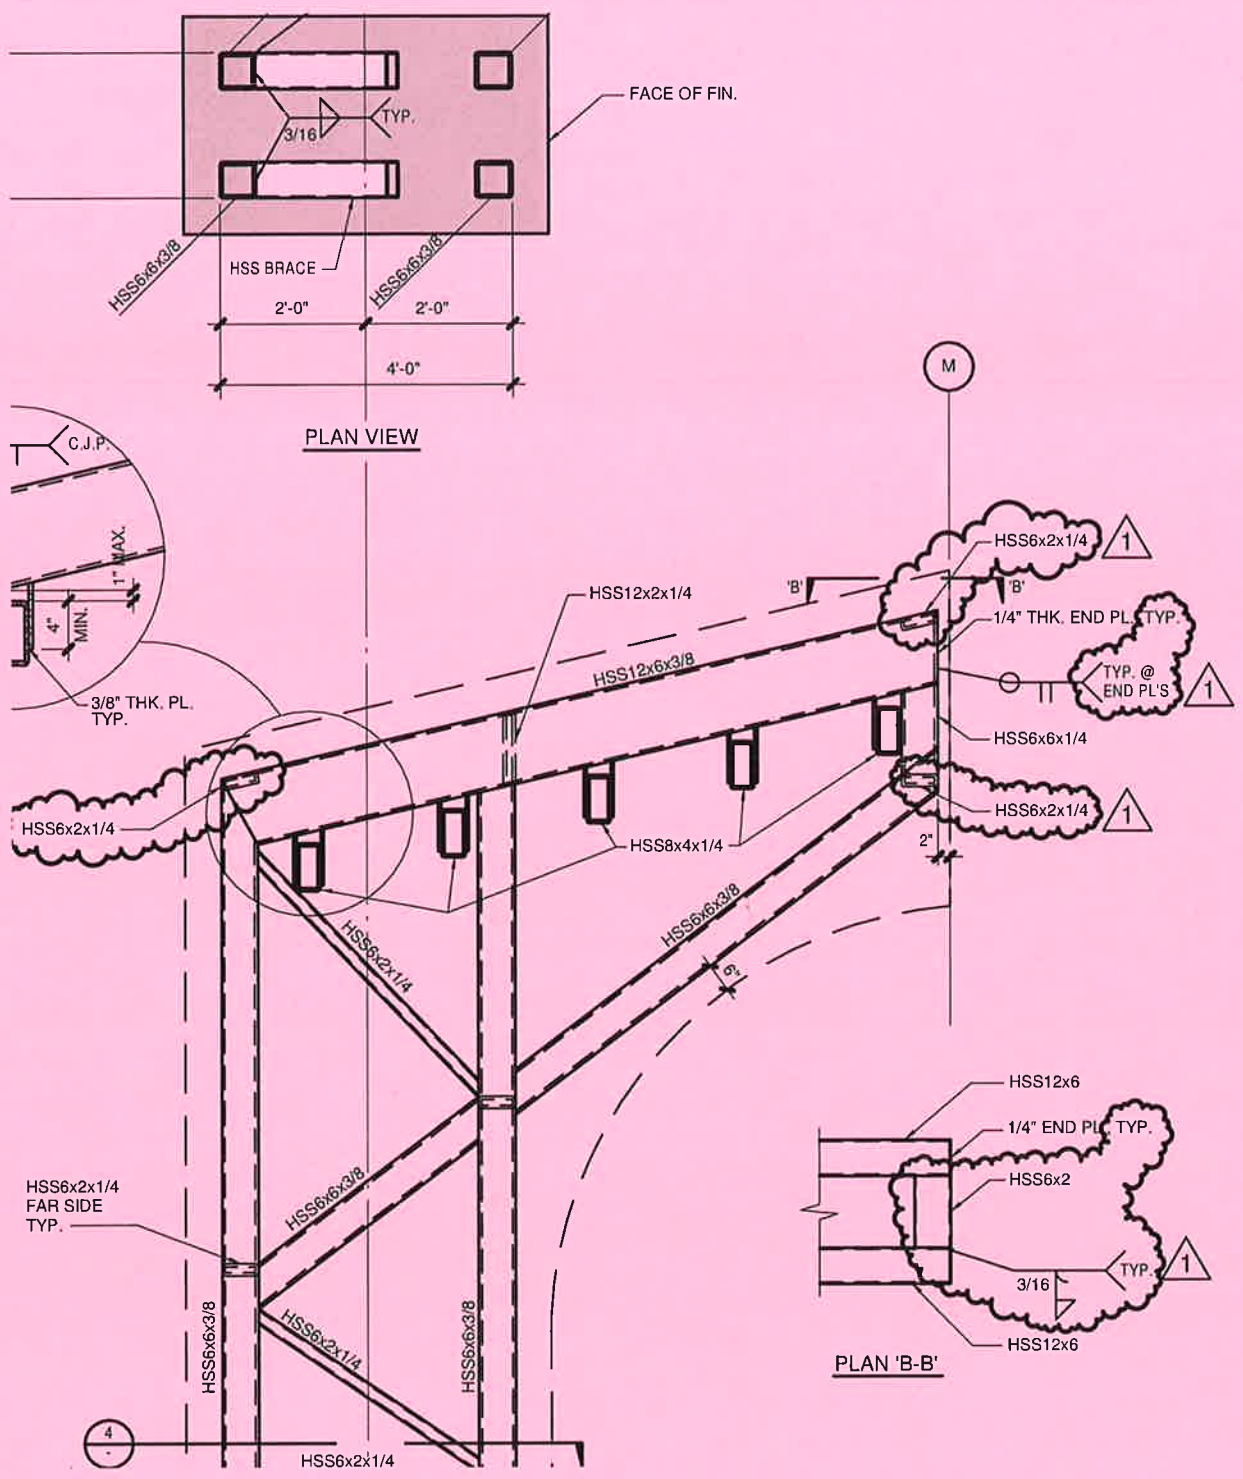 FACE OF FIN.
TYP.
3/16
HSS6x6x3/8
HSS BRACE
HSS6x6x3/8
2'-0"
2'-0"
4'-0"
PLAN VIEW
M
C.J.P.
1" MAX.
4"
MIN.
3/8" THK. PL.
TYP.
HSS6x2x1/4
1
'B'
'B'
HSS12x2x1/4
1/4" THK. END PL. TYP.
HSS12x6x3/8
TYP. @
END PL'S
1
HSS6x6x1/4
HSS6x2x1/4
HSS6x2x1/4
1
HSS8x4x1/4
2"
HSS6x6x3/8
HSS6x2x1/4
6"
HSS12x6
1/4" END PL. TYP.
HSS6x2
HSS6x2x1/4
FAR SIDE
TYP.
HSS6x6x3/8
3/16
TYP.
1
HSS12x6
PLAN 'B-B'
HSS6x6x3/8
HSS6x2x1/4
HSS6x6x3/8
4
-
HSS6x2x1/4